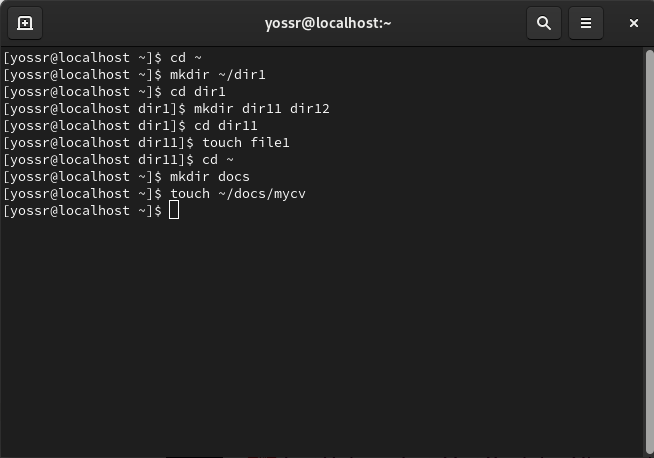 yossr@localhost:~
[yossr@localhost ~]$ cd ~
[yossr@localhost ~]$ mkdir ~/dir1
[yossr@localhost ~]$ cd dir1
[yossr@localhost dir1]$ mkdir dir11 dir12
[yossr@localhost dir1]$ cd dir11
[yossr@localhost dir11]$ touch file1
[yossr@localhost dir11]$ cd ~
[yossr@localhost ~]$ mkdir docs
[yossr@localhost ~]$ touch ~/docs/mycv
[yossr@localhost ~]$